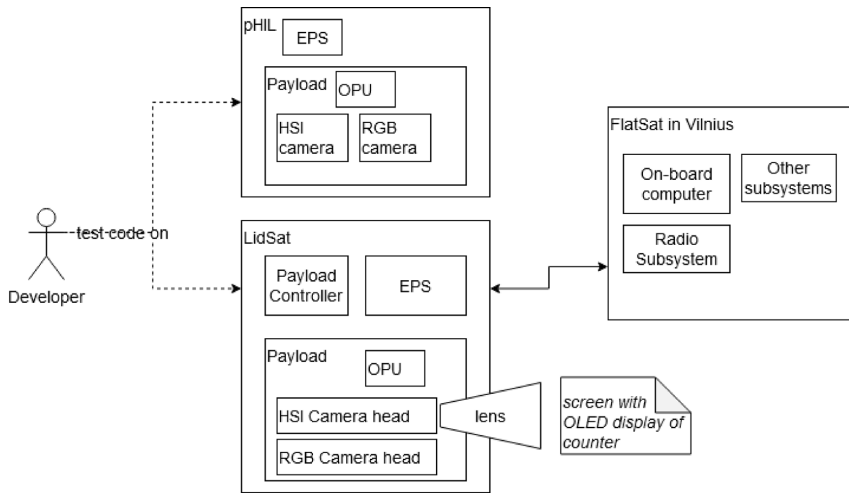 pHIL
EPS
Payload
OPU
HSI
camera
RGB
camera
FlatSat in Vilnius
On-board
computer
Other
subsystems
Radio
Subsystem
test code on
Developer
LidSat
Payload
Controller
EPS
Payload
OPU
HSI Camera head
lens
RGB Camera head
screen with
OLED display of
counter